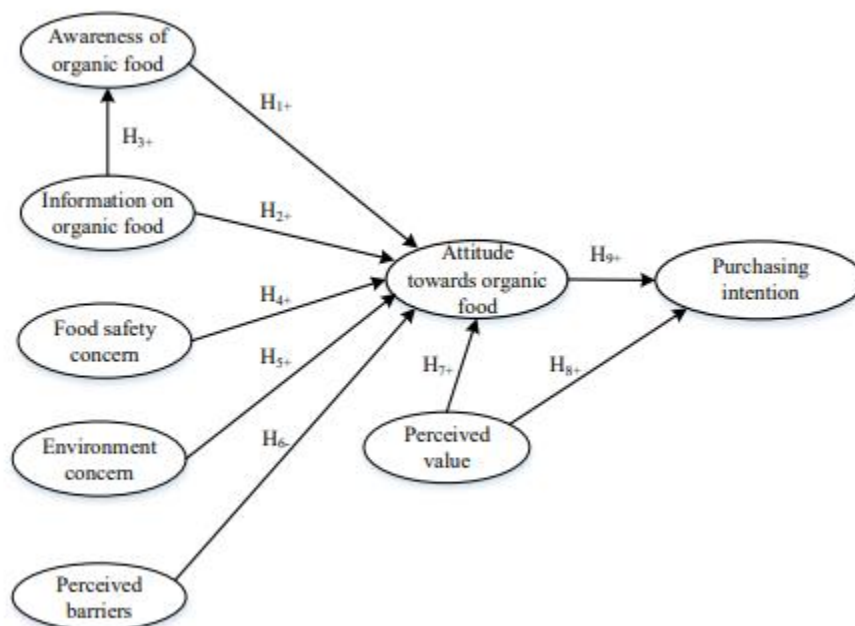 Awareness of
organic food
H₁₊
H₃₊
Information on
organic food
H₂₊
Attitude
towards organic
food
H₉₊
Purchasing
intention
Food safety
concern
H₄₊
H₅₊
H₇₊
H₈₊
Environment
concern
H₆₋
Perceived
value
Perceived
barriers